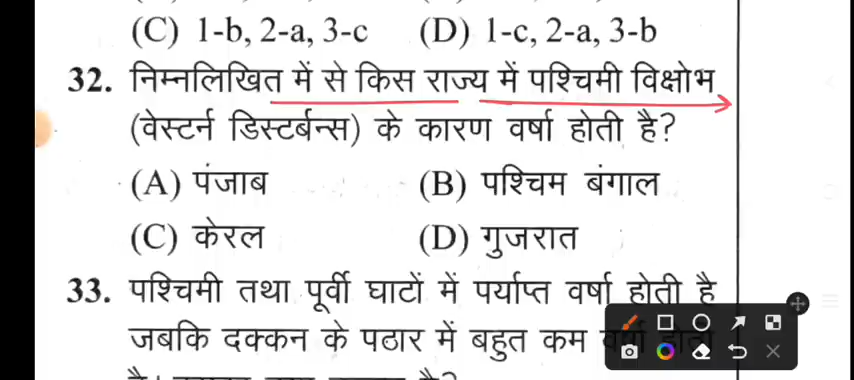 (C) 1-b, 2-a, 3-c (D) 1-c, 2-a, 3-b
32. निम्नलिखित में से किस राज्य में पश्चिमी विक्षोभ
(वेस्टर्न डिस्टर्बन्स) के कारण वर्षा होती है?
(A) पंजाब (B) पश्चिम बंगाल
(C) केरल (D) गुजरात
33. पश्चिमी तथा पूर्वी घाटों में पर्याप्त वर्षा होती है
जबकि दक्कन के पठार में बहुत कम